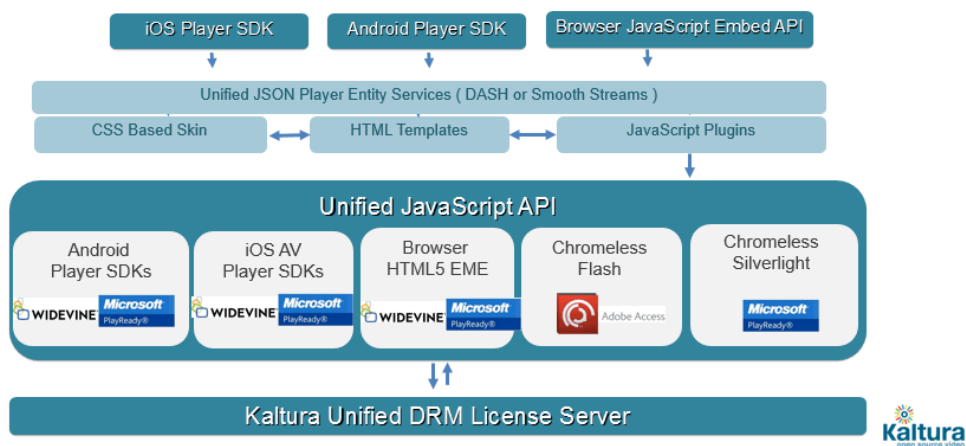 iOS Player SDK
Android Player SDK
Browser JavaScript Embed API
Unified JSON Player Entity Services ( DASH or Smooth Streams )
CSS Based Skin
HTML Templates
JavaScript Plugins
Unified JavaScript API
Android
Player SDKs
WIDEVINE
Microsoft
PlayReady®
iOS AV
Player SDKs
WIDEVINE
Microsoft
PlayReady®
Browser
HTML5 EME
WIDEVINE
Microsoft
PlayReady®
Chromeless
Flash
Adobe Access
Chromeless
Silverlight
Microsoft
PlayReady®
Kaltura Unified DRM License Server
Kaltura
open source video